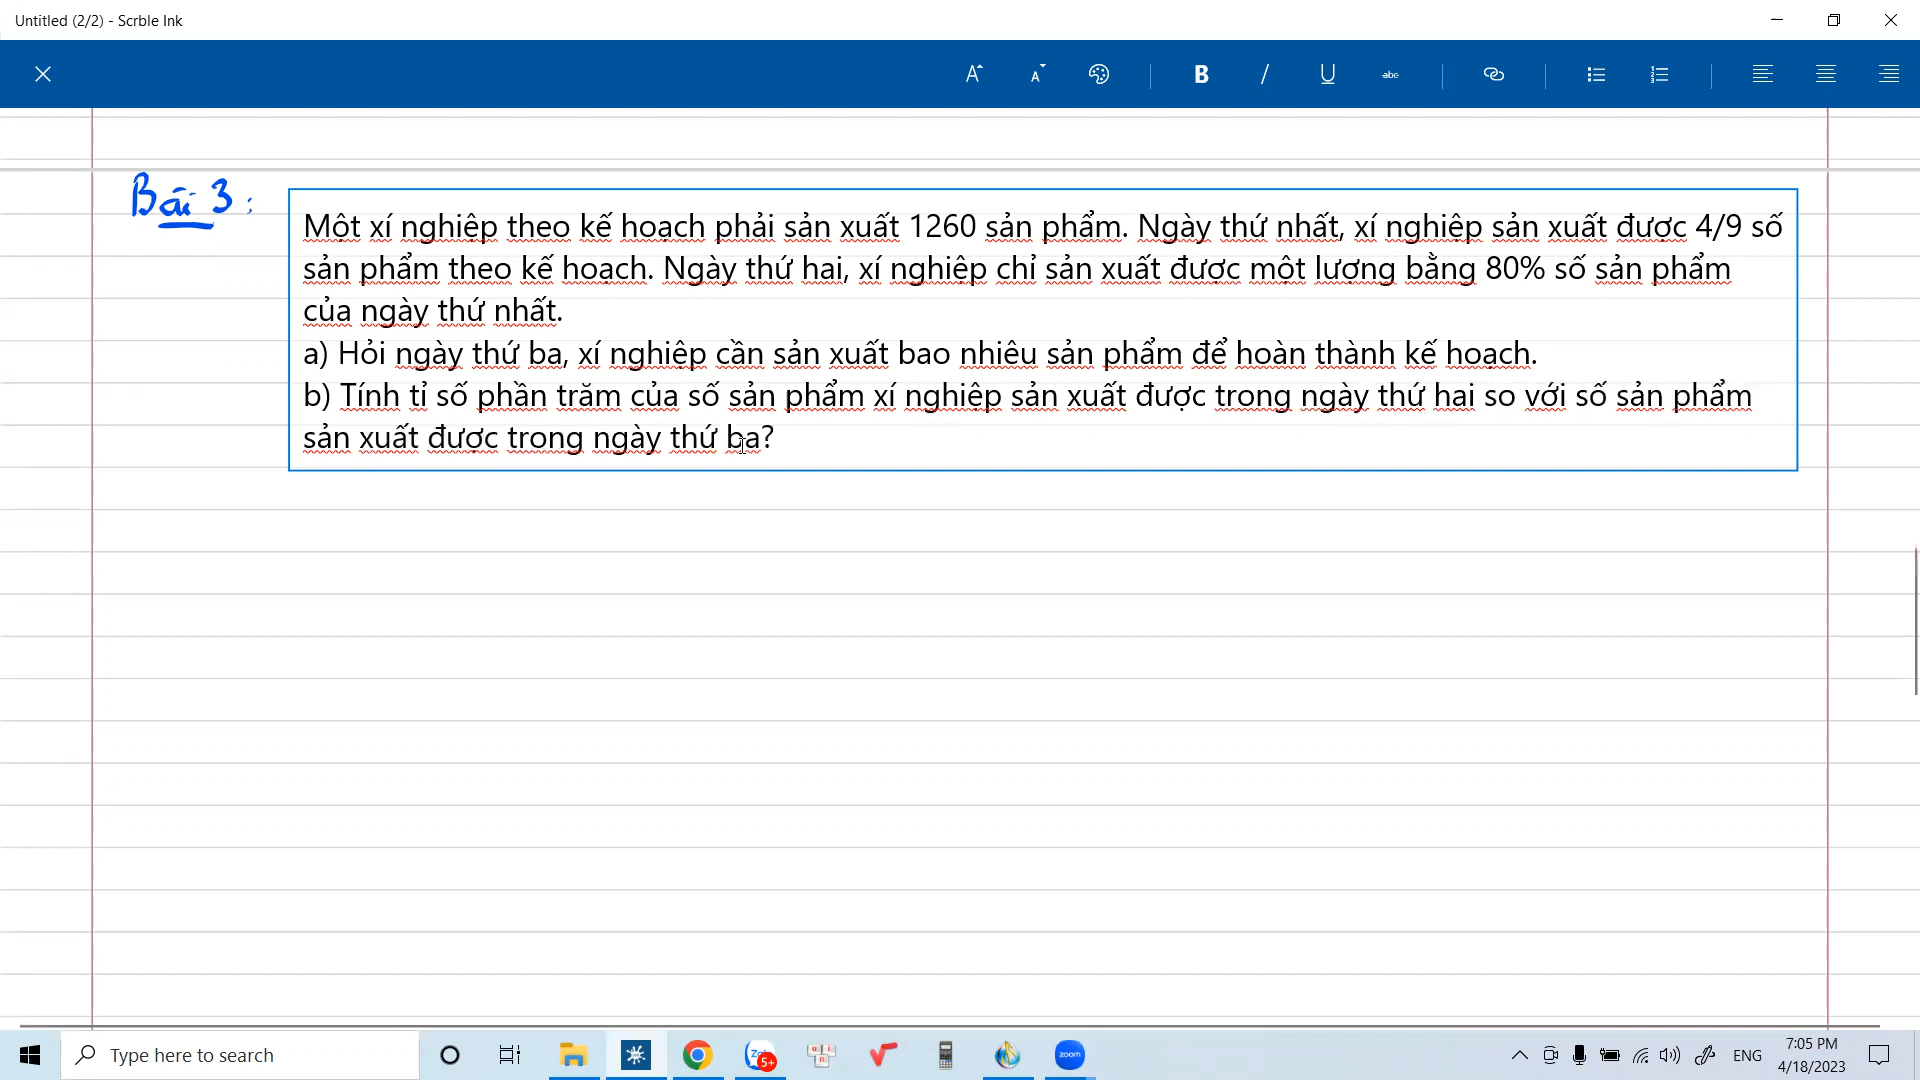 Untitled (2/2) - Scrble Ink
A A B / U abc
Bài 3:
Một xí nghiệp theo kế hoạch phải sản xuất 1260 sản phẩm. Ngày thứ nhất, xí nghiệp sản xuất được 4/9 số
sản phẩm theo kế hoạch. Ngày thứ hai, xí nghiệp chỉ sản xuất được một lượng bằng 80% số sản phẩm
của ngày thứ nhất.
a) Hỏi ngày thứ ba, xí nghiệp cần sản xuất bao nhiêu sản phẩm để hoàn thành kế hoạch.
b) Tính tỉ số phần trăm của số sản phẩm xí nghiệp sản xuất được trong ngày thứ hai so với số sản phẩm
sản xuất được trong ngày thứ ba?
Type here to search
5+
zoom
ENG
7:05 PM
4/18/2023